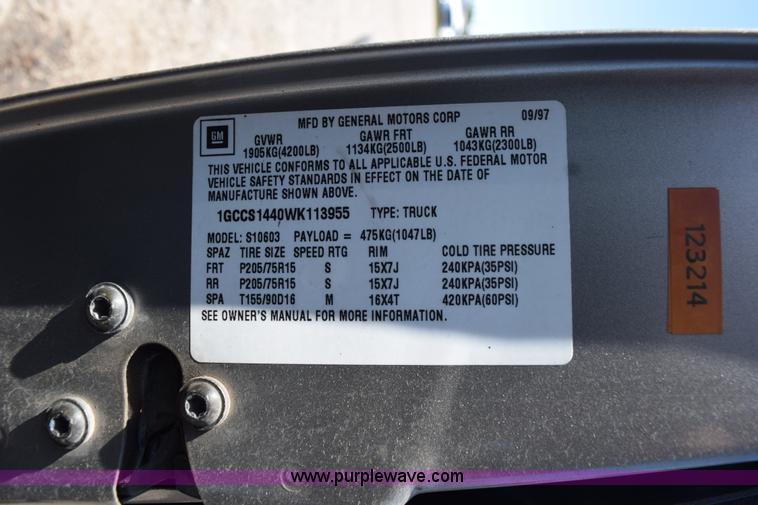 MFD BY GENERAL MOTORS CORP 09/97
GM
GVWR GAWR FRT GAWR RR
1905KG(4200LB) 1134KG(2500LB) 1043KG(2300LB)
THIS VEHICLE CONFORMS TO ALL APPLICABLE U.S. FEDERAL MOTOR
VEHICLE SAFETY STANDARDS IN EFFECT ON THE DATE OF
MANUFACTURE SHOWN ABOVE.
1GCCS1440WK113955 TYPE: TRUCK
MODEL: S10603 PAYLOAD = 475KG(1047LB)
SPAZ TIRE SIZE SPEED RTG RIM COLD TIRE PRESSURE
FRT P205/75R15 S 15X7J 240KPA(35PSI)
RR P205/75R15 S 15X7J 240KPA(35PSI)
SPA T155/90D16 M 16X4T 420KPA(60PSI)
SEE OWNER'S MANUAL FOR MORE INFORMATION.
123214
www.purplewave.com